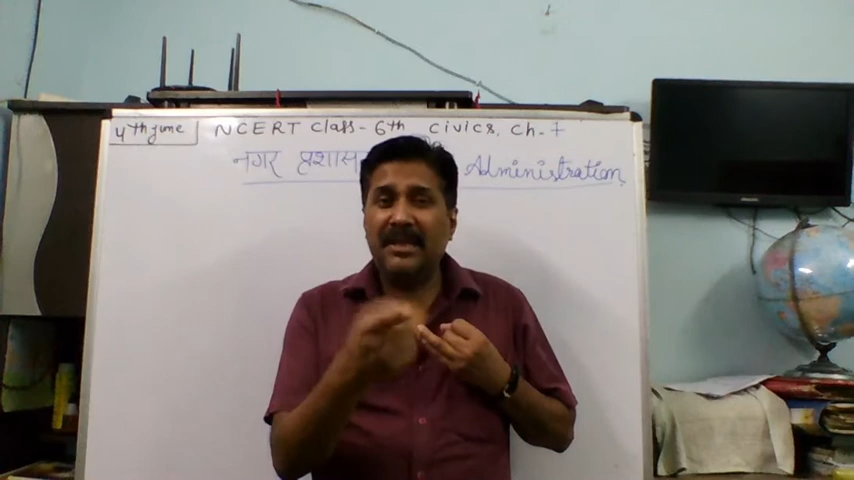 4th june
NCERT Class - 6th Civics. Ch - 7
नगर प्रशास
Administration